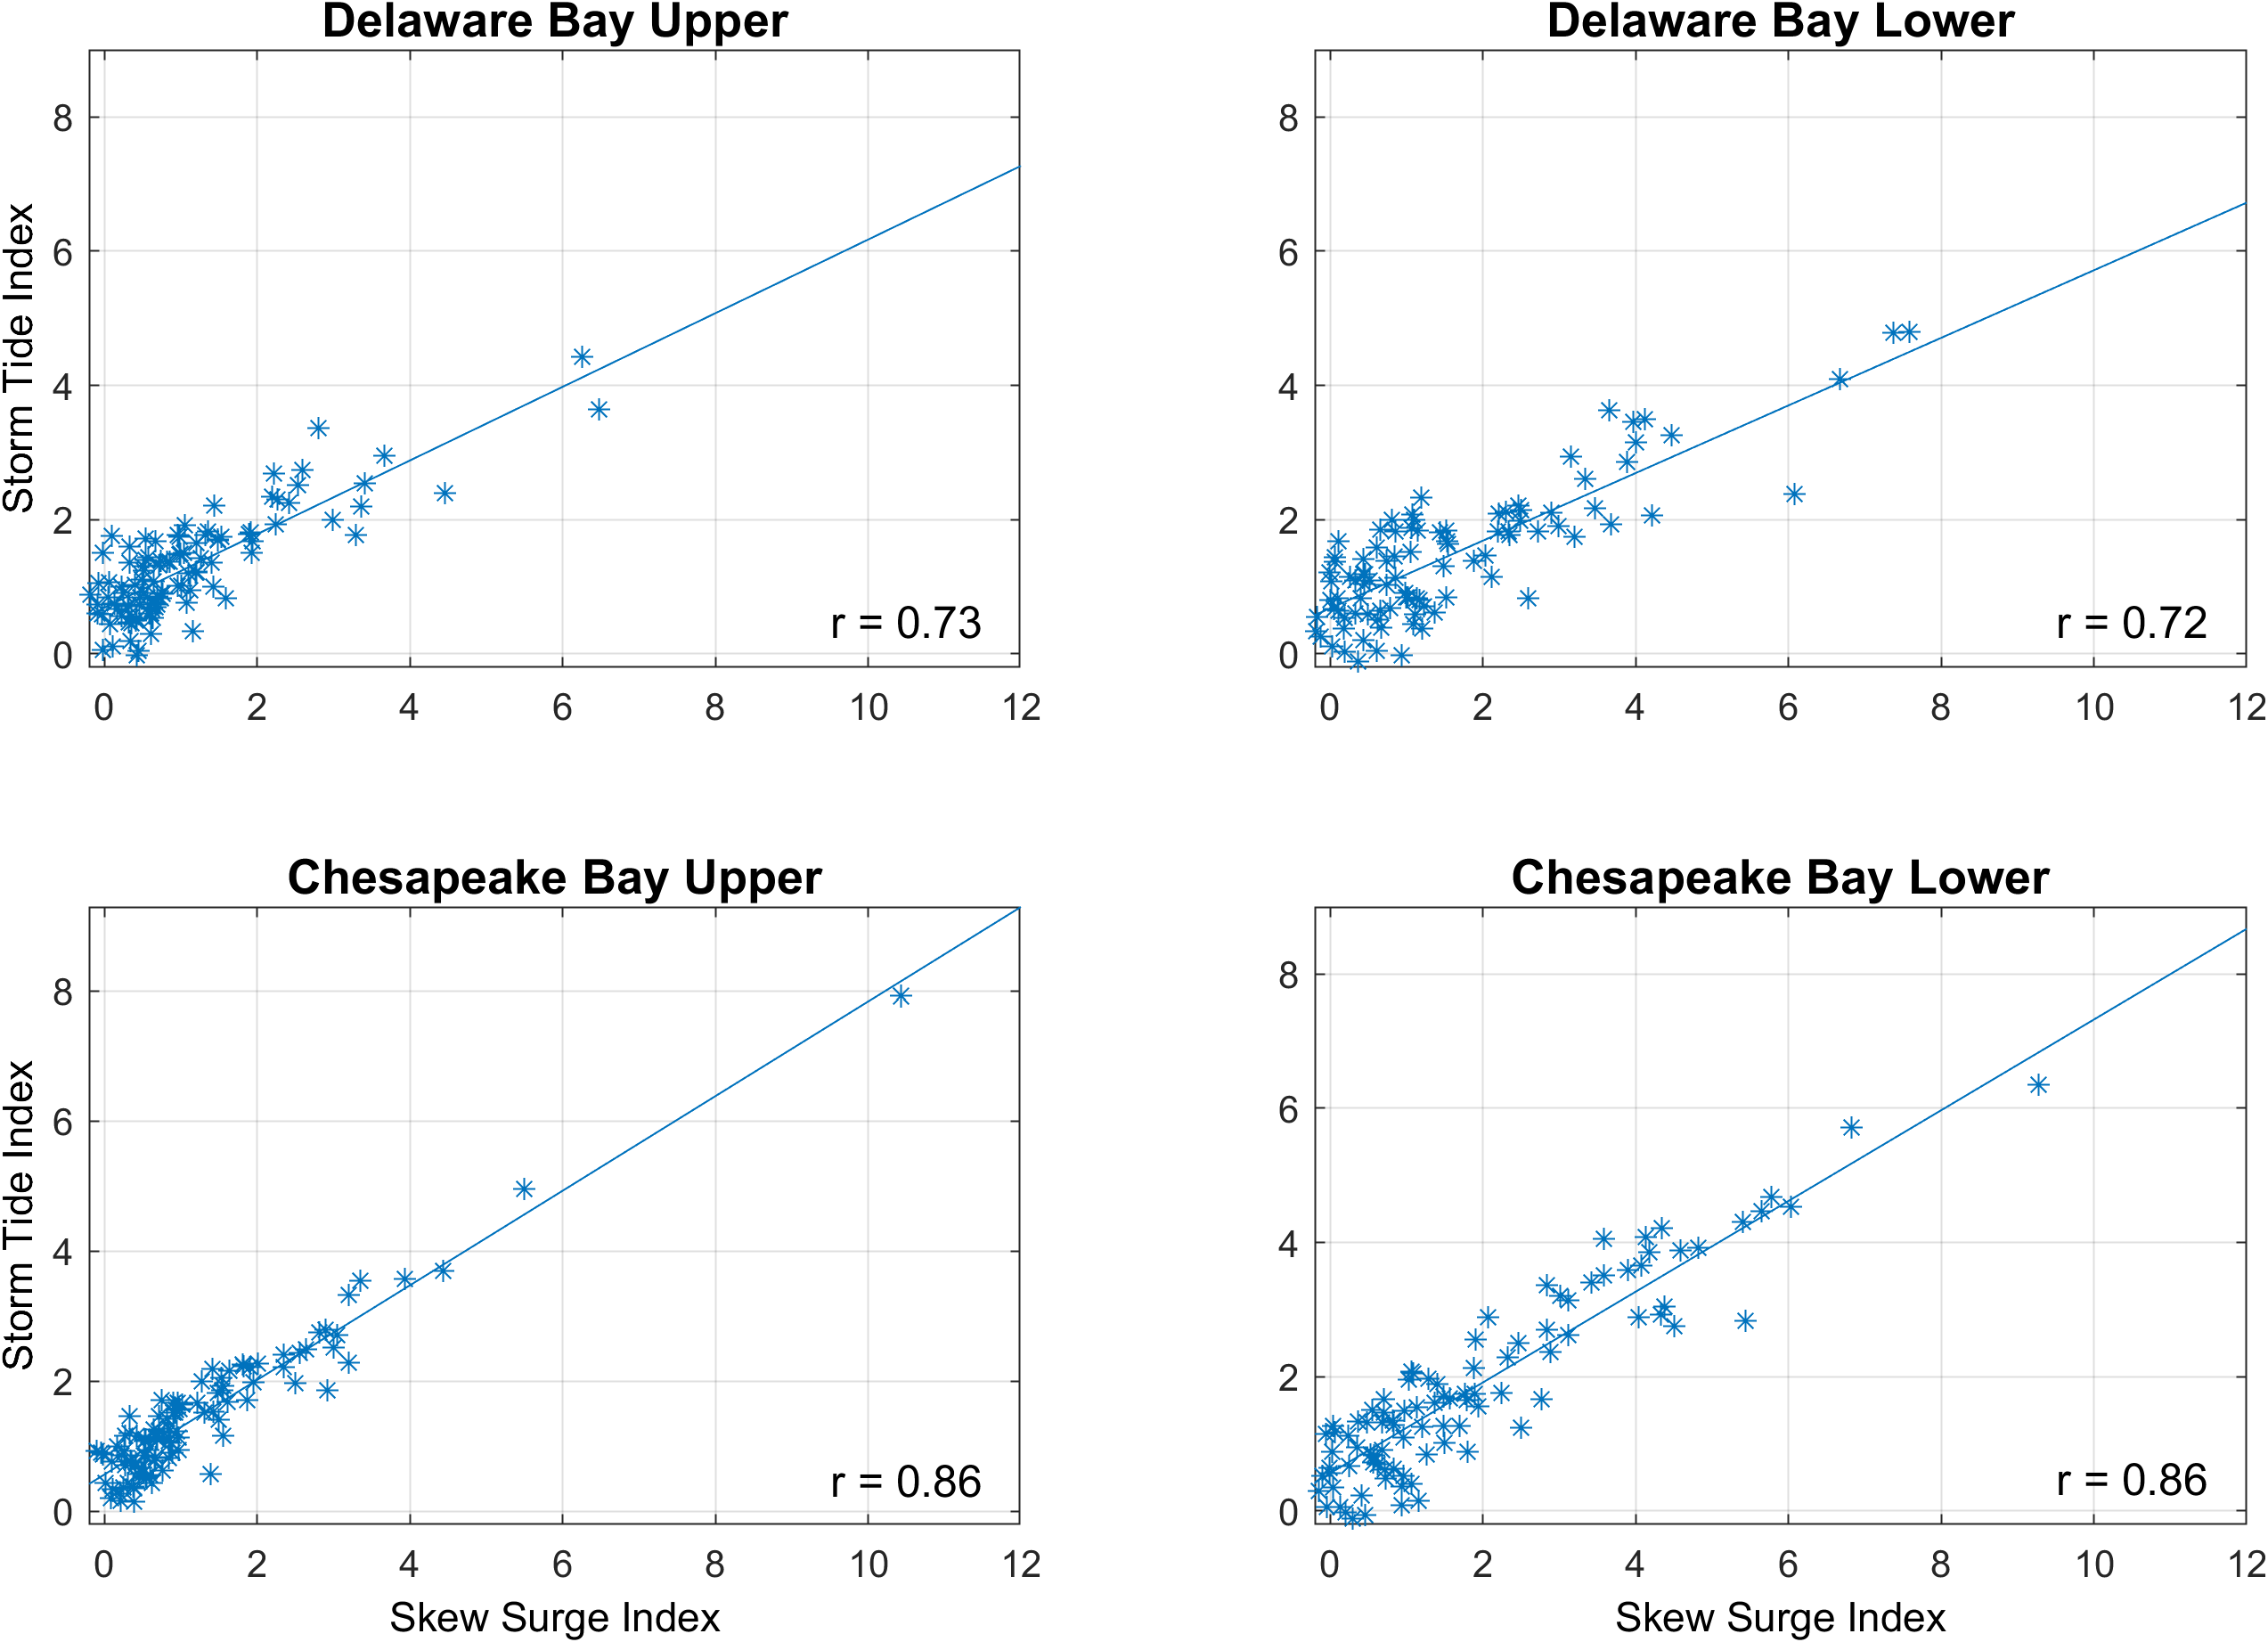 Delaware Bay Upper
Storm Tide Index
8
6
4
2
0
r = 0.73
0 2 4 6 8 10 12
Delaware Bay Lower
8
6
4
2
0
r = 0.72
0 2 4 6 8 10 12
Chesapeake Bay Upper
Storm Tide Index
8
6
4
2
0
r = 0.86
0 2 4 6 8 10 12
Skew Surge Index
Chesapeake Bay Lower
8
6
4
2
0
r = 0.86
0 2 4 6 8 10 12
Skew Surge Index